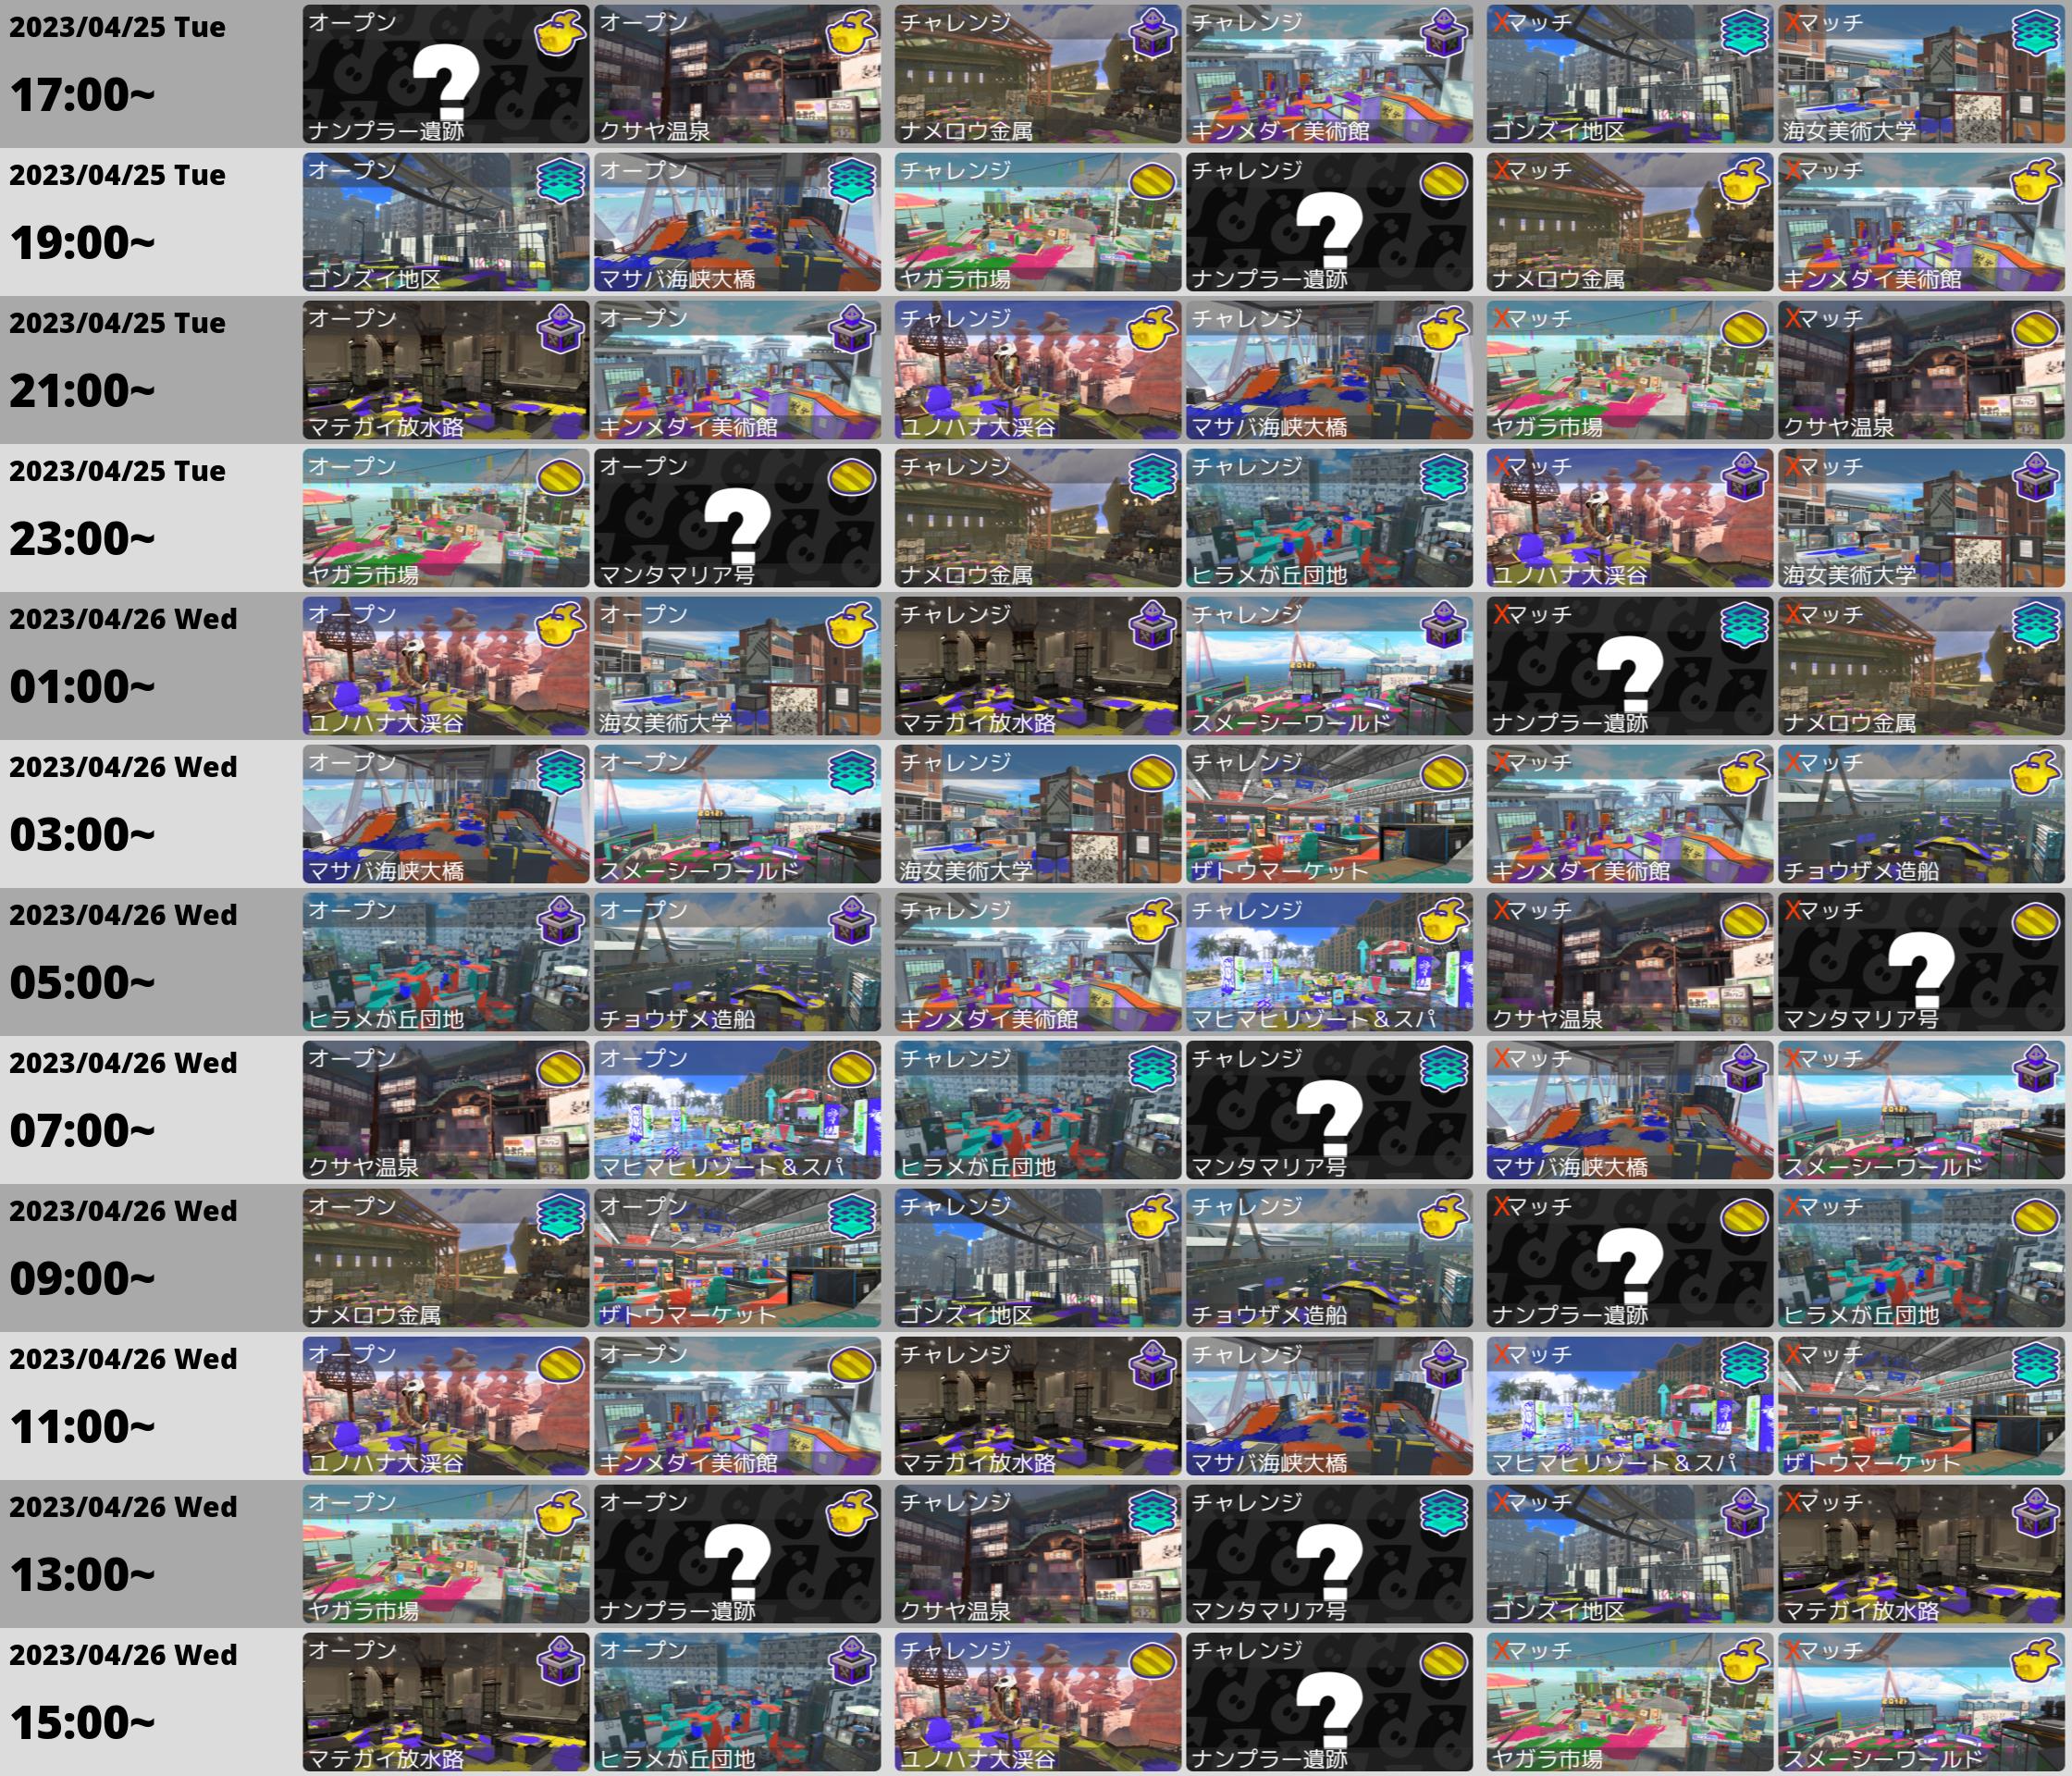 2023/04/25 Tue
17:00~
オープン オープン チャレンジ チャレンジ Xマッチ Xマッチ
ナンプラー遺跡 クサヤ温泉 ナメロウ金属 キンメダイ美術館 ゴンズイ地区 海女美術大学
2023/04/25 Tue
19:00~
オープン オープン チャレンジ チャレンジ Xマッチ Xマッチ
ゴンズイ地区 マサバ海峡大橋 ヤガラ市場 ナンプラー遺跡 ナメロウ金属 キンメダイ美術館
2023/04/25 Tue
21:00~
オープン オープン チャレンジ チャレンジ Xマッチ Xマッチ
マテガイ放水路 キンメダイ美術館 ユノハナ大渓谷 マサバ海峡大橋 ヤガラ市場 クサヤ温泉
2023/04/25 Tue
23:00~
オープン オープン チャレンジ チャレンジ Xマッチ Xマッチ
ヤガラ市場 マンタマリア号 ナメロウ金属 ヒラメが丘団地 ユノハナ大渓谷 海女美術大学
2023/04/26 Wed
01:00~
オープン オープン チャレンジ チャレンジ Xマッチ Xマッチ
ユノハナ大渓谷 海女美術大学 マテガイ放水路 スメーシーワールド ナンプラー遺跡 ナメロウ金属
2023/04/26 Wed
03:00~
オープン オープン チャレンジ チャレンジ Xマッチ Xマッチ
マサバ海峡大橋 スメーシーワールド 海女美術大学 ザトウマーケット キンメダイ美術館 チョウザメ造船
2023/04/26 Wed
05:00~
オープン オープン チャレンジ チャレンジ Xマッチ Xマッチ
ヒラメが丘団地 チョウザメ造船 キンメダイ美術館 マヒマヒリゾート＆スパ クサヤ温泉 マンタマリア号
2023/04/26 Wed
07:00~
オープン オープン チャレンジ チャレンジ Xマッチ Xマッチ
クサヤ温泉 マヒマヒリゾート＆スパ ヒラメが丘団地 マンタマリア号 マサバ海峡大橋 スメーシーワールド
2023/04/26 Wed
09:00~
オープン オープン チャレンジ チャレンジ Xマッチ Xマッチ
ナメロウ金属 ザトウマーケット ゴンズイ地区 チョウザメ造船 ナンプラー遺跡 ヒラメが丘団地
2023/04/26 Wed
11:00~
オープン オープン チャレンジ チャレンジ Xマッチ Xマッチ
ユノハナ大渓谷 キンメダイ美術館 マテガイ放水路 マサバ海峡大橋 マヒマヒリゾート＆スパ ザトウマーケット
2023/04/26 Wed
13:00~
オープン オープン チャレンジ チャレンジ Xマッチ Xマッチ
ヤガラ市場 ナンプラー遺跡 クサヤ温泉 マンタマリア号 ゴンズイ地区 マテガイ放水路
2023/04/26 Wed
15:00~
オープン オープン チャレンジ チャレンジ Xマッチ Xマッチ
マテガイ放水路 ヒラメが丘団地 ユノハナ大渓谷 ナンプラー遺跡 ヤガラ市場 スメーシーワールド